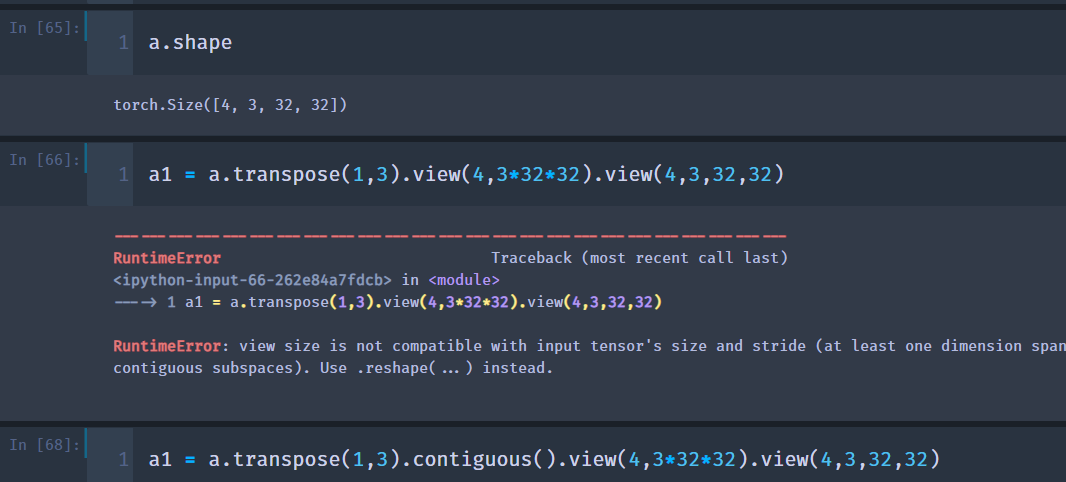 In [65]:
1 a.shape
torch.Size([4, 3, 32, 32])
In [66]:
1 a1 = a.transpose(1,3).view(4,3*32*32).view(4,3,32,32)
---------------------------------------------------------------------------
RuntimeError Traceback (most recent call last)
<ipython-input-66-262e84a7fdcb> in <module>
----> 1 a1 = a.transpose(1,3).view(4,3*32*32).view(4,3,32,32)
RuntimeError: view size is not compatible with input tensor's size and stride (at least one dimension span
contiguous subspaces). Use .reshape(...) instead.
In [68]:
1 a1 = a.transpose(1,3).contiguous().view(4,3*32*32).view(4,3,32,32)